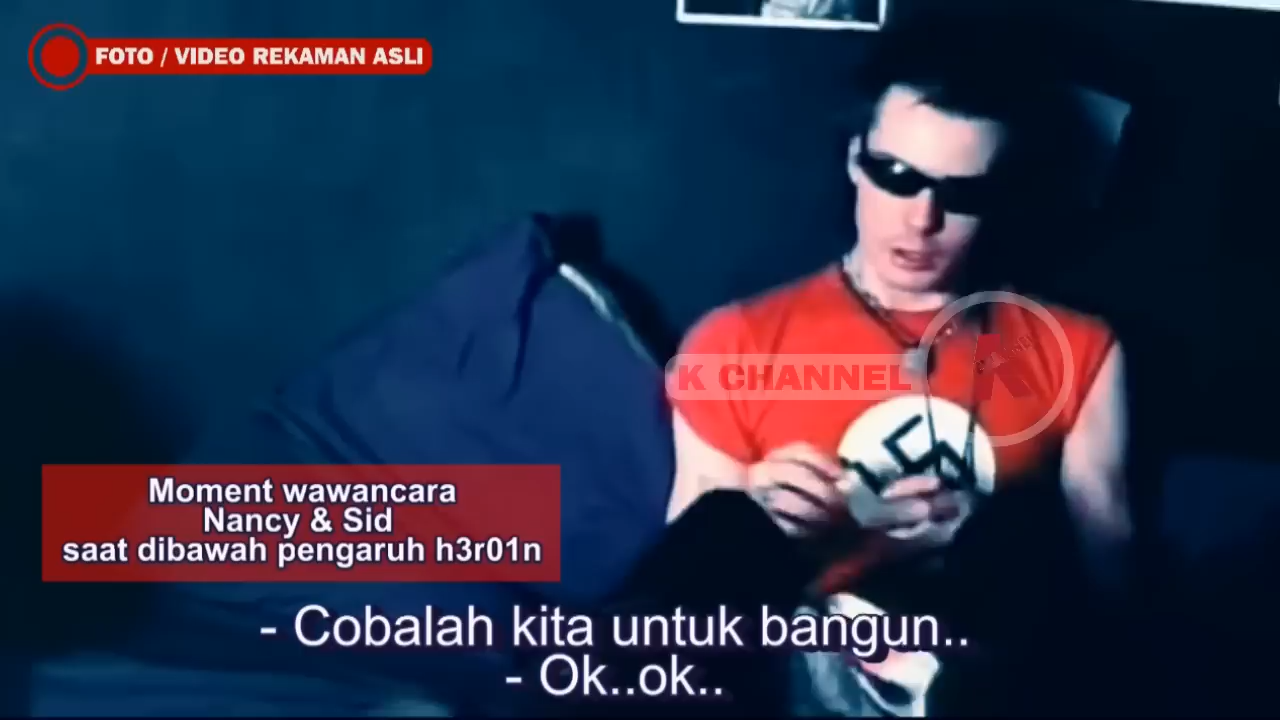 FOTO / VIDEO REKAMAN ASLI
K CHANNEL
Moment wawancara
Nancy & Sid
saat dibawah pengaruh h3r01n
- Cobalah kita untuk bangun..
- Ok..ok..